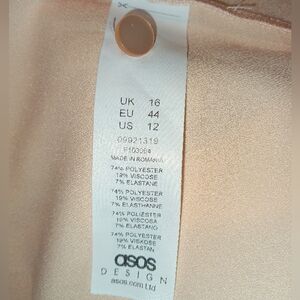 UK 16
EU 44
US 12
09921319
P103064
MADE IN ROMANIA
74% POLYESTER
19% VISCOSE
7% ELASTANE
74% POLYESTER
19% VISCOSE
7% ELASTHANNE
74% POLIÉSTER
19% VISCOSA
7% ELASTANO
74% POLYESTER
19% VISKOSE
7% ELASTAN
asos
DESIGN
asos.com Ltd